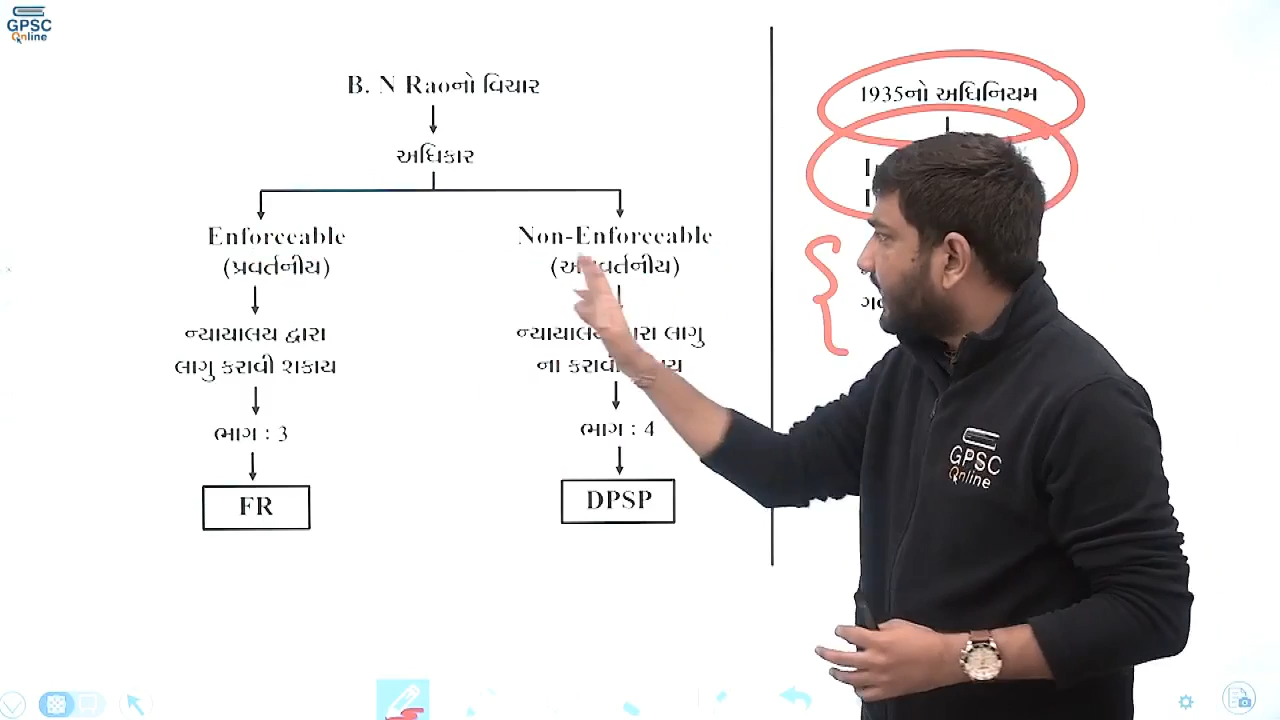 GPSC
Online
B. N Raoનો વિચાર
અધિકાર
Enforceable
(પ્રવર્તનીય)
ન્યાયાલય દ્વારા
લાગુ કરાવી શકાય
ભાગ : 3
FR
Non-Enforceable
ન્યાયાલય લાગુ
ના
ભાગ : 4
DPSP
1935નો અધિનિયમ
GPSC
Online